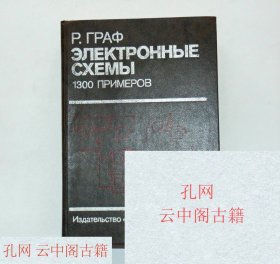 Р. ГРАФ
ЭЛЕКТРОННЫЕ
СХЕМЫ
1300 ПРИМЕРОВ
Издательство «
孔网
云中阁古籍
孔网
云中阁古籍